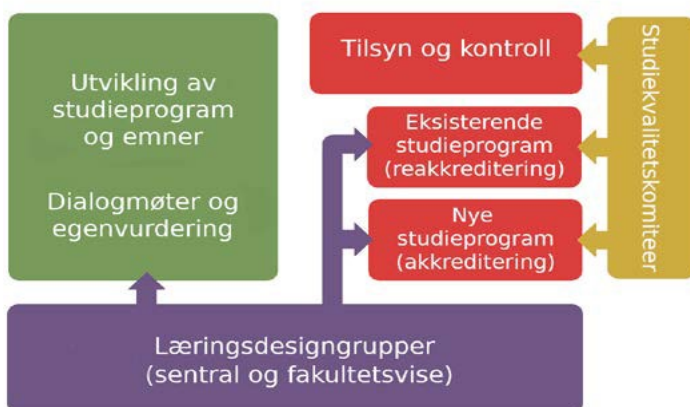 Utvikling av
studieprogram
og emner
Dialogmøter og
egenvurdering
Tilsyn og kontroll
Eksisterende
studieprogram
(reakkreditering)
Nye
studieprogram
(akkreditering)
Studiekvalitetskomiteer
Læringsdesigngrupper
(sentral og fakultetsvise)